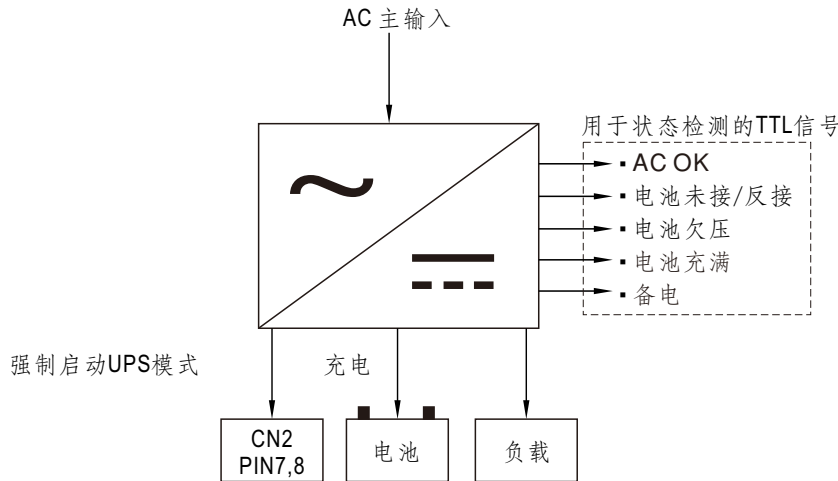 AC 主输入
用于状态检测的TTL信号
▪ AC OK
▪ 电池未接/反接
▪ 电池欠压
▪ 电池充满
▪ 备电
强制启动UPS模式
充电
CN2
PIN7,8
电池
负载